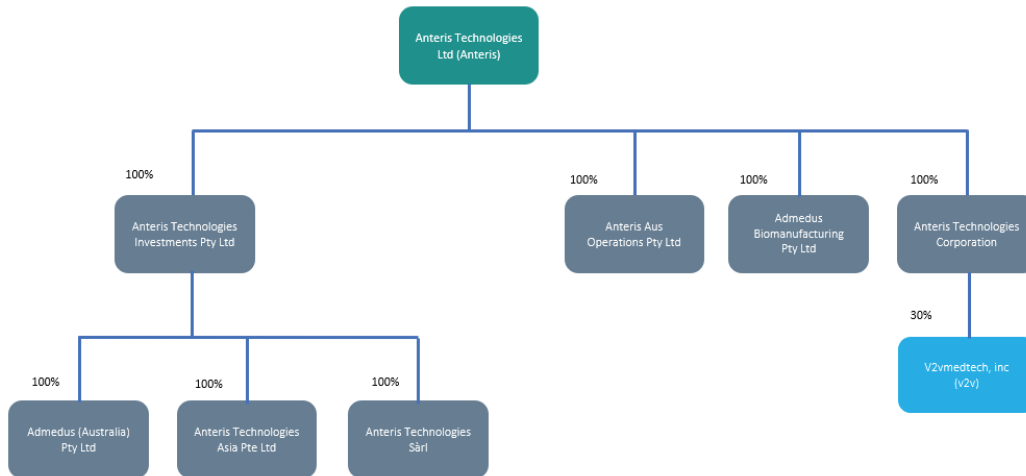 Anteris Technologies
Ltd (Anteris)
100%
100%
100%
100%
Anteris Technologies
Investments Pty Ltd
Anteris Aus
Operations Pty Ltd
Admedus
Biomanufacturing
Pty Ltd
Anteris Technologies
Corporation
30%
V2vmedtech, inc
(v2v)
100%
100%
100%
Admedus (Australia)
Pty Ltd
Anteris Technologies
Asia Pte Ltd
Anteris Technologies
Sàrl